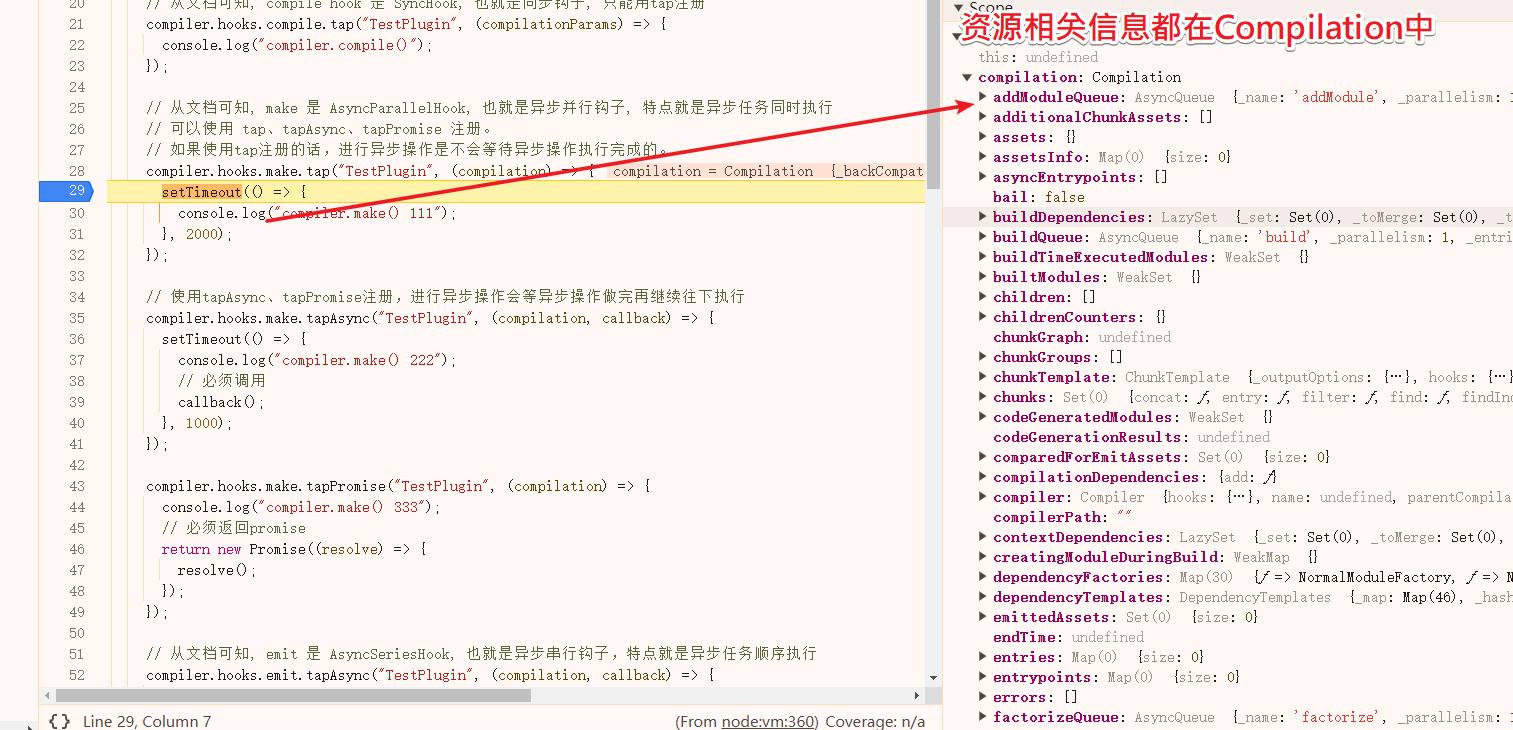 20 // 从文档可知, compile hook 是 SyncHook, 也就是同步钩子, 只能用tap注册
21 compiler.hooks.compile.tap("TestPlugin", (compilationParams) => {
22 console.log("compiler.compile()");
23 });
24
25 // 从文档可知, make 是 AsyncParallelHook, 也就是异步并行钩子, 特点就是异步任务同时执行
26 // 可以使用 tap、tapAsync、tapPromise 注册。
27 // 如果使用tap注册的话，进行异步操作是不会等待异步操作执行完成的。
28 compiler.hooks.make.tap("TestPlugin", (compilation) => { compilation = Compilation {_backCompat
29 setTimeout(() => {
30 console.log("compiler.make() 111");
31 }, 2000);
32 });
33
34 // 使用tapAsync、tapPromise注册，进行异步操作会等异步操作做完再继续往下执行
35 compiler.hooks.make.tapAsync("TestPlugin", (compilation, callback) => {
36 setTimeout(() => {
37 console.log("compiler.make() 222");
38 // 必须调用
39 callback();
40 }, 1000);
41 });
42
43 compiler.hooks.make.tapPromise("TestPlugin", (compilation) => {
44 console.log("compiler.make() 333");
45 // 必须返回promise
46 return new Promise((resolve) => {
47 resolve();
48 });
49 });
50
51 // 从文档可知, emit 是 AsyncSeriesHook, 也就是异步串行钩子，特点就是异步任务顺序执行
52 compiler.hooks.emit.tapAsync("TestPlugin", (compilation, callback) => {
{} Line 29, Column 7 (From node:vm:360) Coverage: n/a
Scope
资源相关信息都在Compilation中
this: undefined
compilation: Compilation
addModuleQueue: AsyncQueue {_name: 'addModule', _parallelism:
additionalChunkAssets: []
assets: {}
assetsInfo: Map(0) {size: 0}
asyncEntrypoints: []
bail: false
buildDependencies: LazySet {_set: Set(0), _toMerge: Set(0), _t
buildQueue: AsyncQueue {_name: 'build', _parallelism: 1, _entri
buildTimeExecutedModules: WeakSet {}
builtModules: WeakSet {}
children: []
childrenCounters: {}
chunkGraph: undefined
chunkGroups: []
chunkTemplate: ChunkTemplate {_outputOptions: {…}, hooks: {…}
chunks: Set(0) {concat: ƒ, entry: ƒ, filter: ƒ, find: ƒ, findInd
codeGeneratedModules: WeakSet {}
codeGenerationResults: undefined
comparedForEmitAssets: Set(0) {size: 0}
compilationDependencies: {add: ƒ}
compiler: Compiler {hooks: {…}, name: undefined, parentCompila
compilerPath: ""
contextDependencies: LazySet {_set: Set(0), _toMerge: Set(0),
creatingModuleDuringBuild: WeakMap {}
dependencyFactories: Map(30) {ƒ => NormalModuleFactory, ƒ => N
dependencyTemplates: DependencyTemplates {_map: Map(46), _hash
emittedAssets: Set(0) {size: 0}
endTime: undefined
entries: Map(0) {size: 0}
entrypoints: Map(0) {size: 0}
errors: []
factorizeQueue: AsyncQueue {_name: 'factorize', _parallelism: